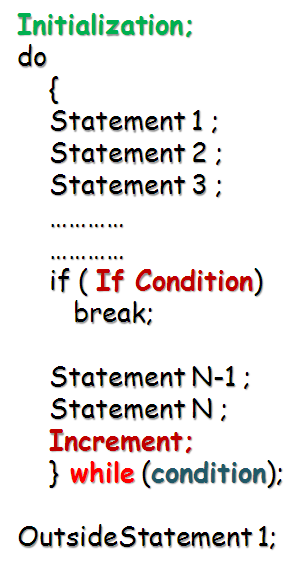 Initialization;
do
{
Statement 1 ;
Statement 2 ;
Statement 3 ;
…………
…………
if ( If Condition)
break;
Statement N-1 ;
Statement N ;
Increment;
} while (condition);
OutsideStatement 1;